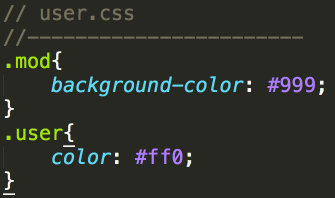 // user.css
//-----------------------
.mod{
    background-color: #999;
}
.user{
    color: #ff0;
}